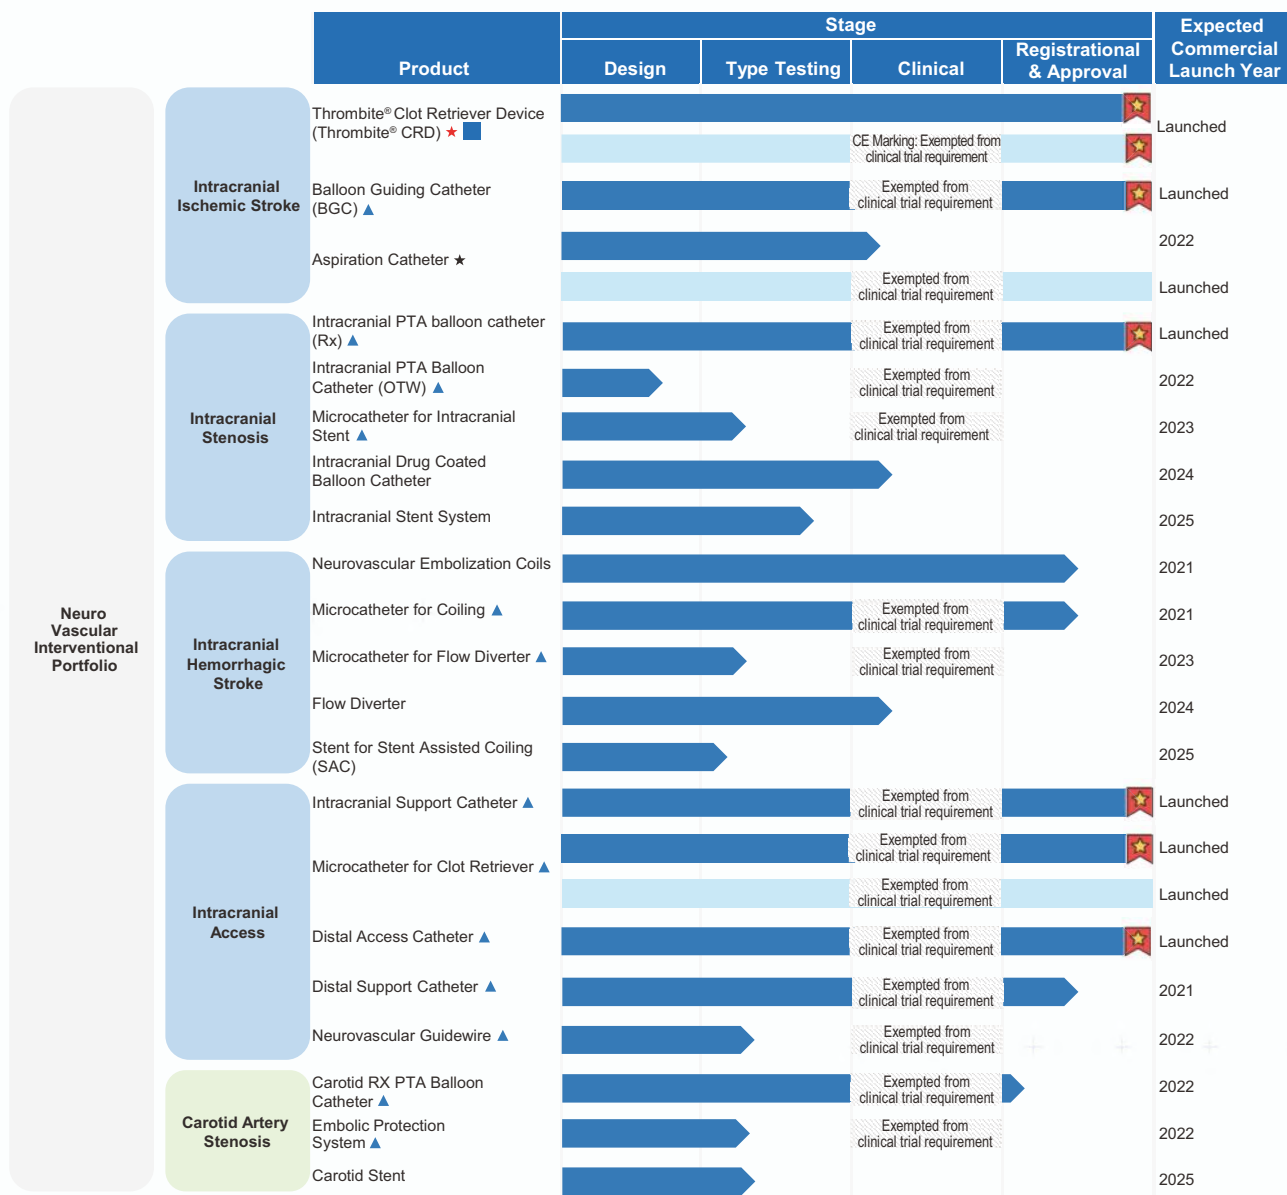 Product
Stage
Design
Type Testing
Clinical
Registrational
& Approval
Expected
Commercial
Launch Year
Neuro
Vascular
Interventional
Portfolio
Intracranial
Ischemic Stroke
Thrombite® Clot Retriever Device
(Thrombite® CRD) ★
Launched
CE Marking: Exempted from
clinical trial requirement
Balloon Guiding Catheter
(BGC) ▲
Exempted from
clinical trial requirement
Launched
Aspiration Catheter ★
2022
Exempted from
clinical trial requirement
Launched
Intracranial
Stenosis
Intracranial PTA balloon catheter
(Rx) ▲
Exempted from
clinical trial requirement
Launched
Intracranial PTA Balloon
Catheter (OTW) ▲
Exempted from
clinical trial requirement
2022
Microcatheter for Intracranial
Stent ▲
Exempted from
clinical trial requirement
2023
Intracranial Drug Coated
Balloon Catheter
2024
Intracranial Stent System
2025
Intracranial
Hemorrhagic
Stroke
Neurovascular Embolization Coils
2021
Microcatheter for Coiling ▲
Exempted from
clinical trial requirement
2021
Microcatheter for Flow Diverter ▲
Exempted from
clinical trial requirement
2023
Flow Diverter
2024
Stent for Stent Assisted Coiling
(SAC)
2025
Intracranial
Access
Intracranial Support Catheter ▲
Exempted from
clinical trial requirement
Launched
Microcatheter for Clot Retriever ▲
Exempted from
clinical trial requirement
Launched
Exempted from
clinical trial requirement
Launched
Distal Access Catheter ▲
Exempted from
clinical trial requirement
Launched
Distal Support Catheter ▲
Exempted from
clinical trial requirement
2021
Neurovascular Guidewire ▲
Exempted from
clinical trial requirement
2022
Carotid Artery
Stenosis
Carotid RX PTA Balloon
Catheter ▲
Exempted from
clinical trial requirement
2022
Embolic Protection
System ▲
Exempted from
clinical trial requirement
2022
Carotid Stent
2025